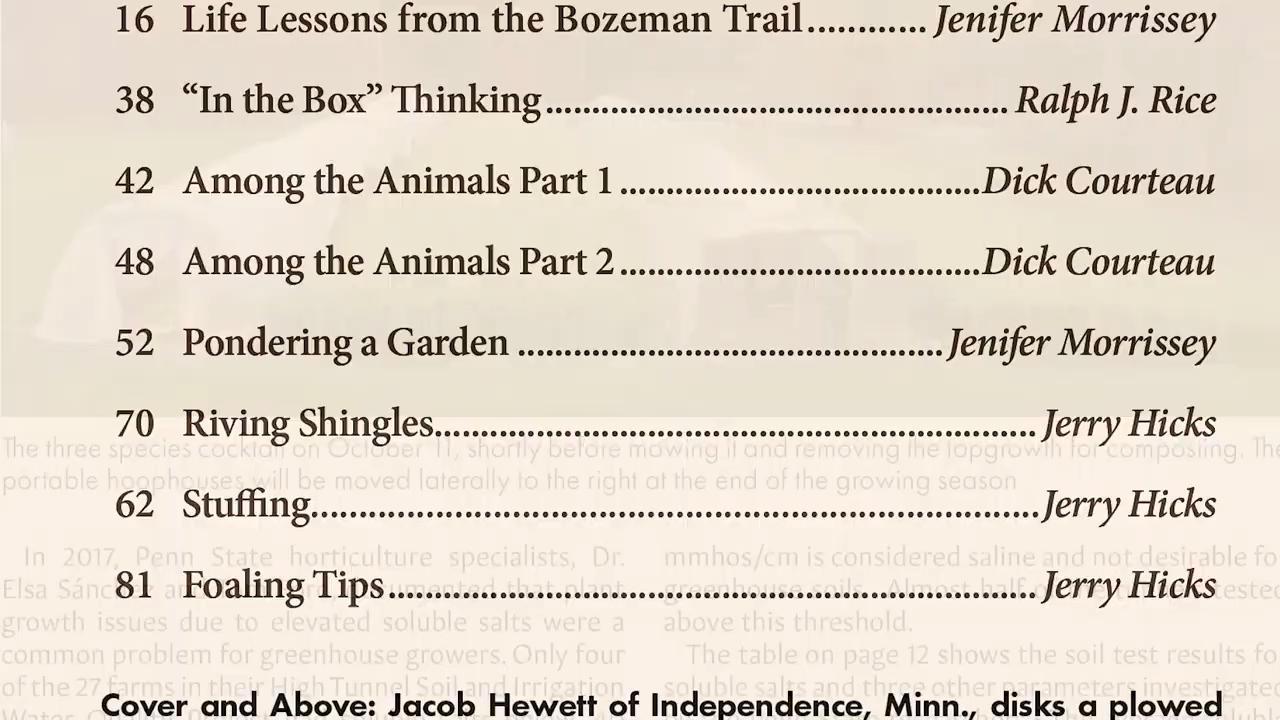 16 Life Lessons from the Bozeman Trail............ Jenifer Morrissey
38 “In the Box” Thinking.................................................. Ralph J. Rice
42 Among the Animals Part 1.......................................Dick Courteau
48 Among the Animals Part 2.......................................Dick Courteau
52 Pondering a Garden ..............................................Jenifer Morrissey
70 Riving Shingles................................................................. Jerry Hicks
The three species cocktail on October 11, shortly before mowing it and removing the topgrowth for composting. The
portable hoophouses will be moved laterally to the right at the end of the growing season
62 Stuffing...............................................................................Jerry Hicks
In 2017, Penn State horticulture specialists, Dr.
Elsa
81 Foaling Tips...................................................................... Jerry Hicks
growth issues due to elevated soluble salts were a
common problem for greenhouse growers. Only four
of the 27 farms in their High Tunnel Soil and Irrigation
mmhos/cm is considered saline and not desirable fo
greenhouse soils. Almost half tested
above this threshold.
The table on page 12 shows the soil test results fo
soluble salts and three other parameters investigated
Cover and Above: Jacob Hewett of Independence, Minn., disks a plowed